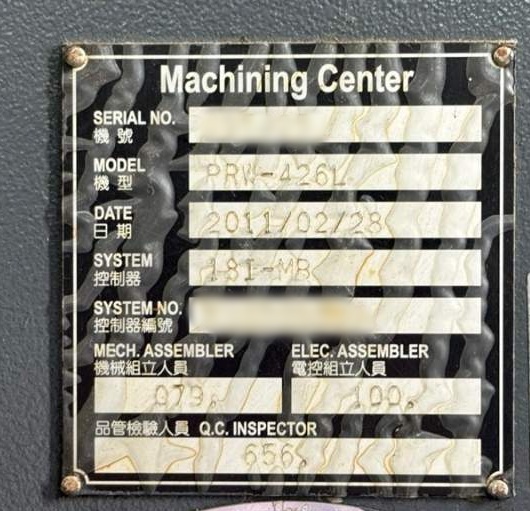 Machining Center
SERIAL NO.
機號
MODEL PRW-426L
機型
DATE 2011/02/28
日期
SYSTEM 18I-MB
控制器
SYSTEM NO.
控制器編號
MECH. ASSEMBLER ELEC. ASSEMBLER
機械組立人員 電控組立人員
079. 100.
品管檢驗人員 Q.C. INSPECTOR
656.